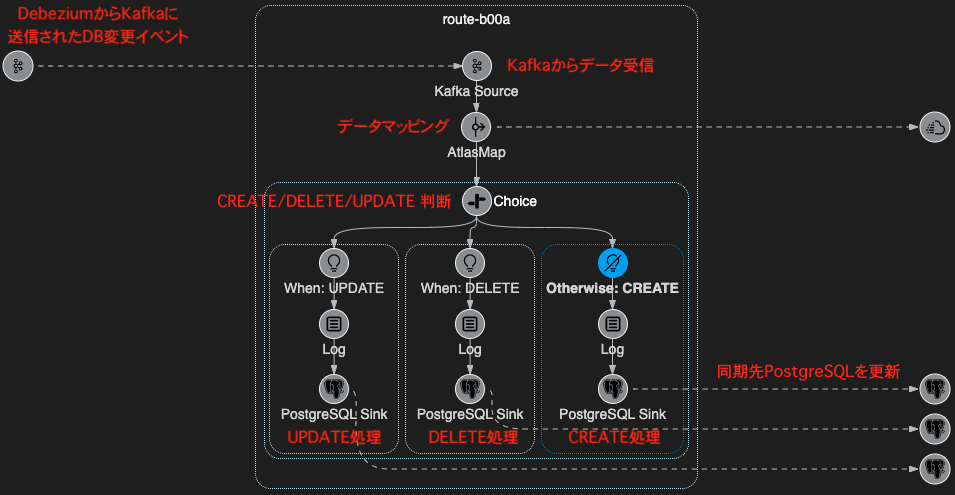 DebeziumからKafkaに
送信されたDB変更イベント
route-b00a
Kafkaからデータ受信
Kafka Source
データマッピング
AtlasMap
CREATE/DELETE/UPDATE 判断
Choice
When: UPDATE
When: DELETE
Otherwise: CREATE
Log
Log
Log
同期先PostgreSQLを更新
PostgreSQL Sink
PostgreSQL Sink
PostgreSQL Sink
UPDATE処理
DELETE処理
CREATE処理